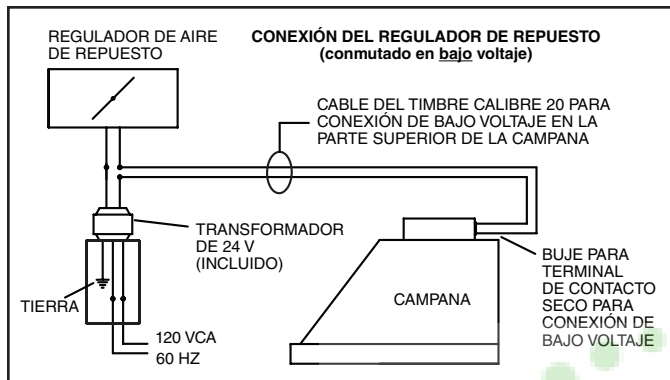 REGULADOR DE AIRE
DE REPUESTO
CONEXIÓN DEL REGULADOR DE REPUESTO
(conmutado en bajo voltaje)
CABLE DEL TIMBRE CALIBRE 20 PARA
CONEXIÓN DE BAJO VOLTAJE EN LA
PARTE SUPERIOR DE LA CAMPANA
TRANSFORMADOR
DE 24 V
(INCLUIDO)
TIERRA
120 VCA
60 HZ
CAMPANA
BUJE PARA
TERMINAL
DE CONTACTO
SECO PARA
CONEXIÓN DE
BAJO VOLTAJE